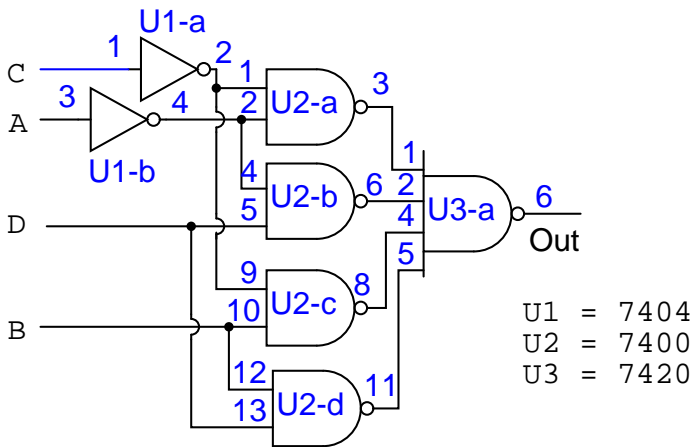 U1-a
C 1 2
1 3
2 U2-a
A 3 4
U1-b
1
4 U2-b 6 2 U3-a 6
5 4
D Out
5
9 8
10 U2-c
B
12 11
13 U2-d
U1 = 7404
U2 = 7400
U3 = 7420